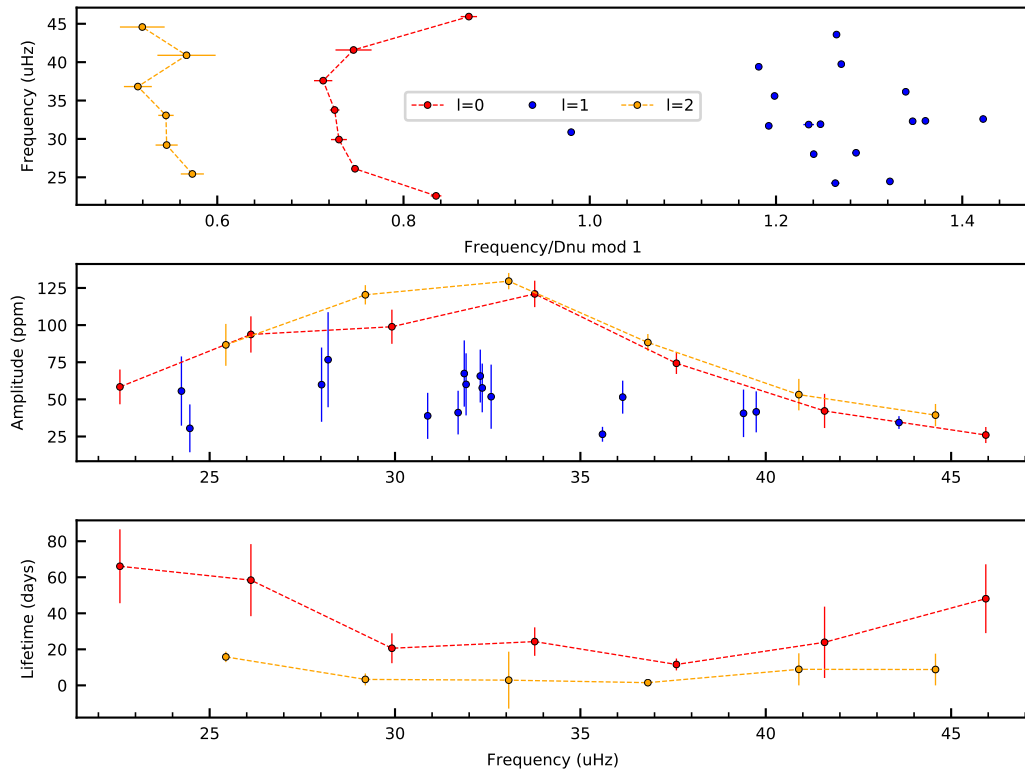 45
40
35
30
25
Frequency (uHz)
l=0 l=1 l=2
0.6 0.8 1.0 1.2 1.4
Frequency/Dnu mod 1
125
100
75
50
25
Amplitude (ppm)
25 30 35 40 45
80
60
40
20
0
Lifetime (days)
25 30 35 40 45
Frequency (uHz)